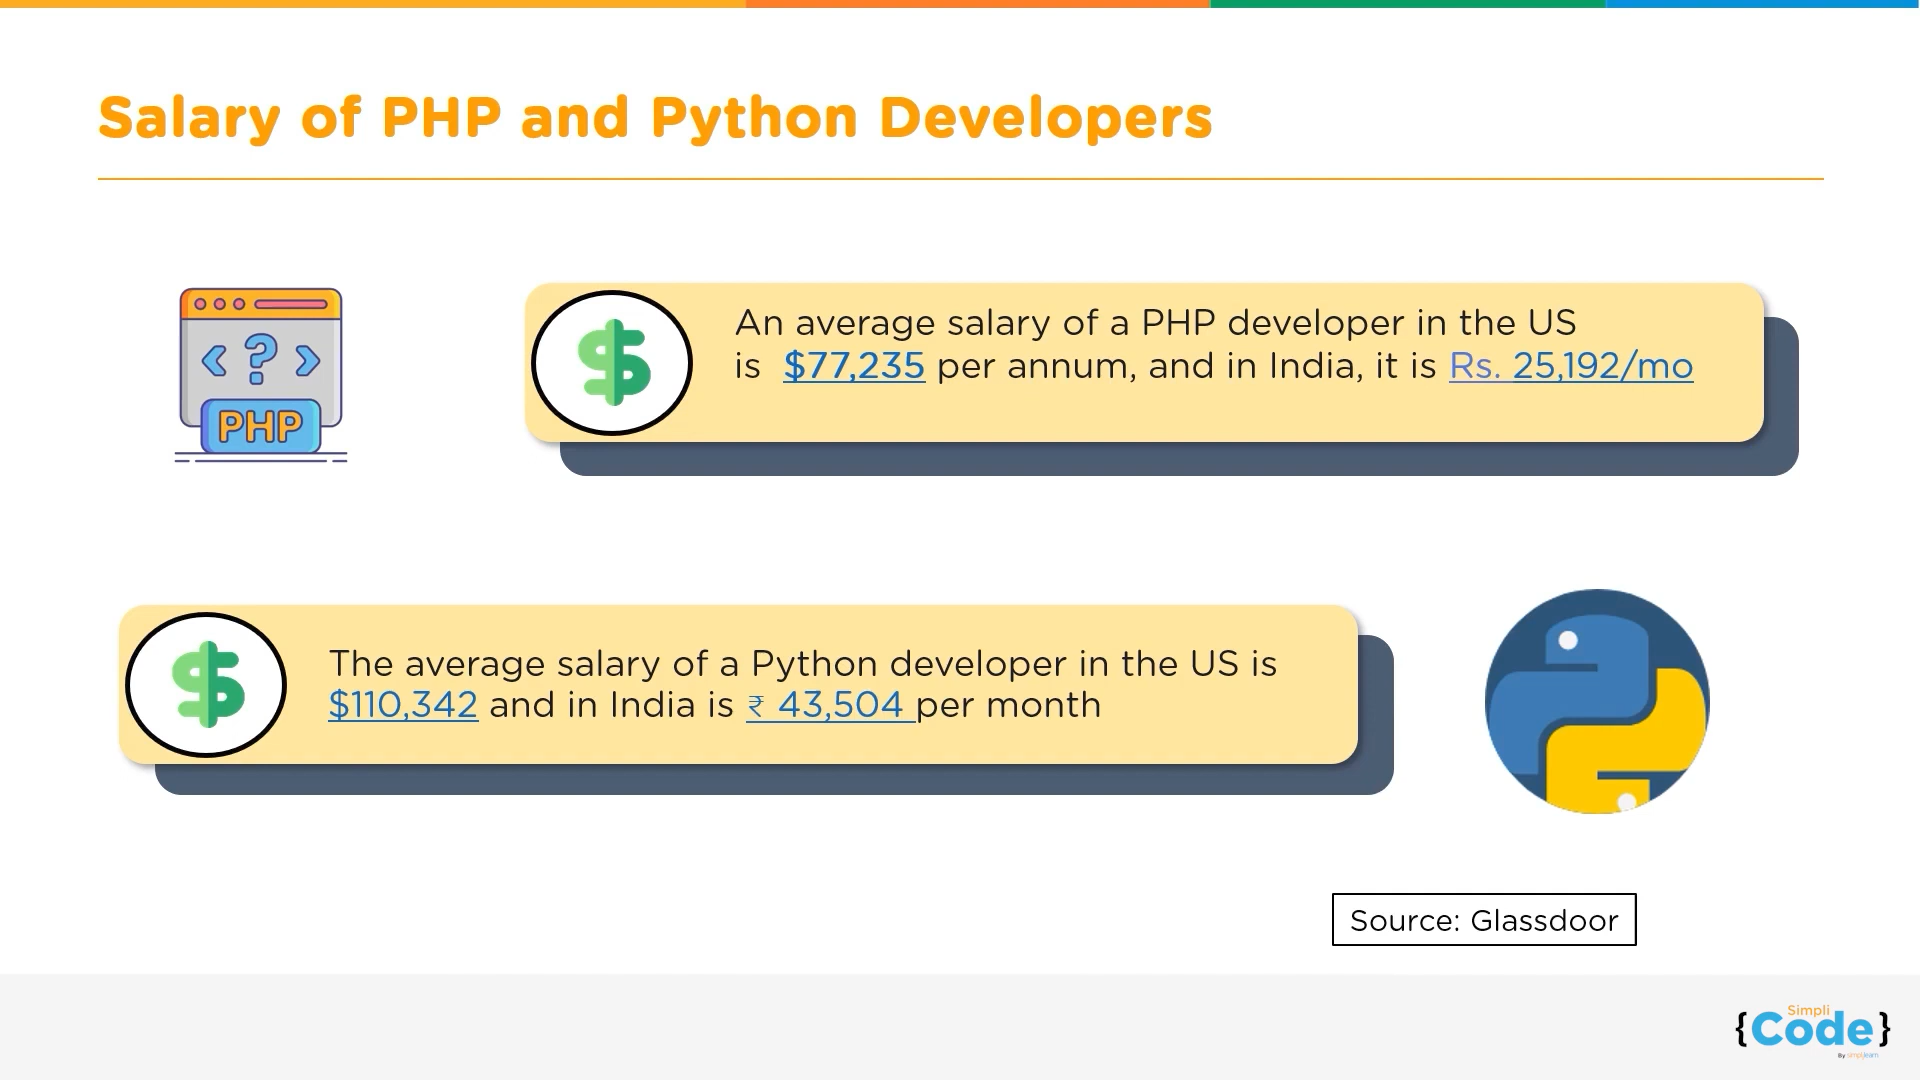 Salary of PHP and Python Developers
An average salary of a PHP developer in the US
is $77,235 per annum, and in India, it is Rs. 25,192/mo
PHP
The average salary of a Python developer in the US is
$110,342 and in India is ₹ 43,504 per month
Source: Glassdoor
Simpli
{Code}
By simplilearn